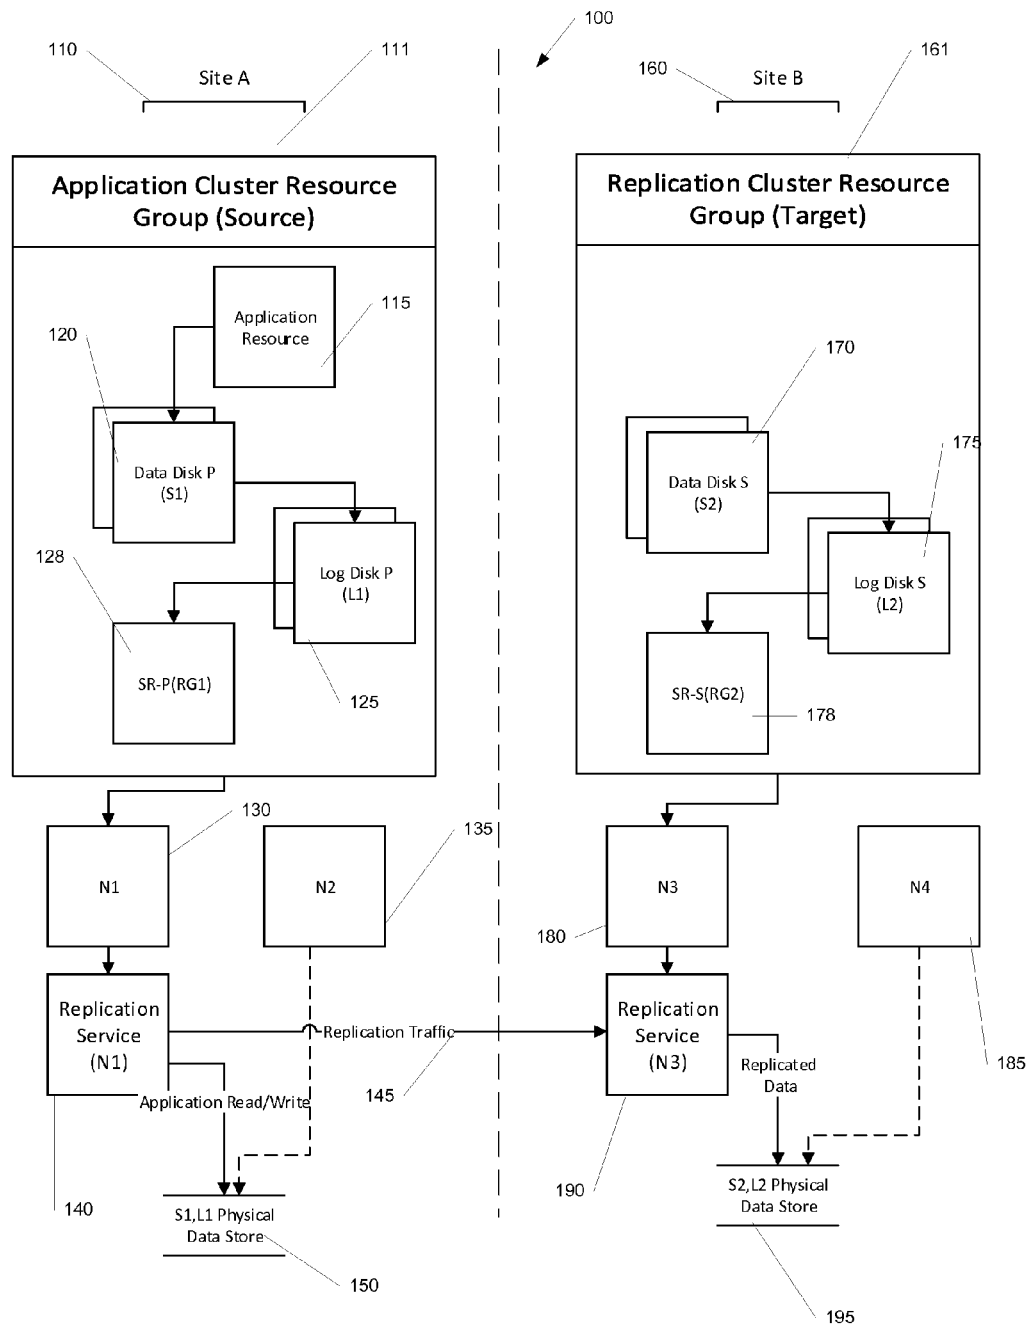 100
110
111
Site A
160
Site B
161
Application Cluster Resource
Group (Source)
Replication Cluster Resource
Group (Target)
115
Application
Resource
120
170
Data Disk P
(S1)
Data Disk S
(S2)
175
128
Log Disk P
(L1)
Log Disk S
(L2)
SR-P(RG1)
125
SR-S(RG2)
178
130
135
N1
N2
N3
N4
180
Replication
Service
(N1)
Replication Traffic
Replication
Service
(N3)
Replicated
Data
185
145
Application Read/Write
140
190
S1,L1 Physical
Data Store
S2,L2 Physical
Data Store
150
195